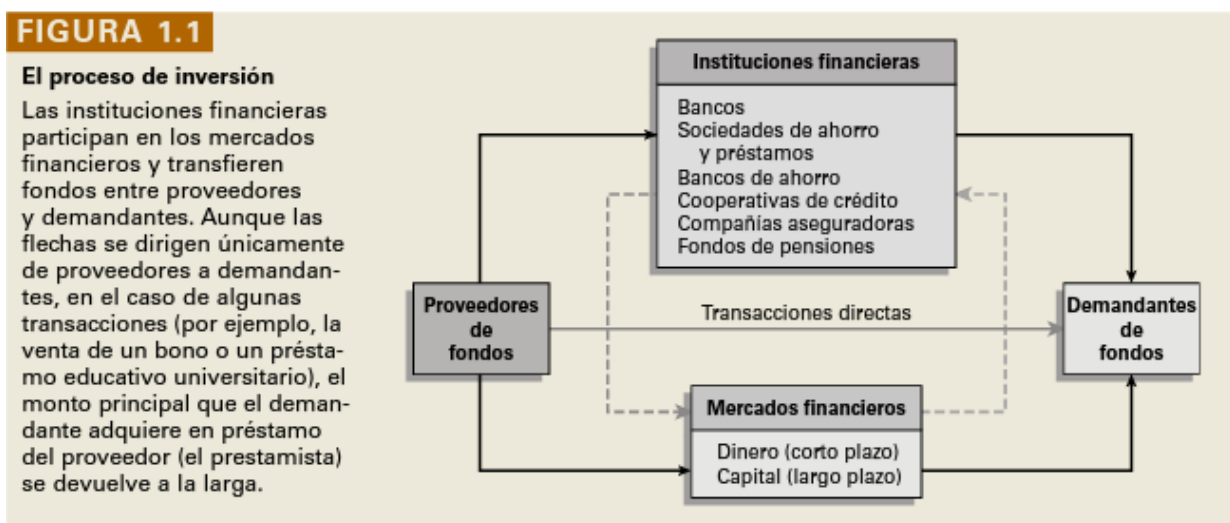 FIGURA 1.1
El proceso de inversión
Las instituciones financieras
participan en los mercados
financieros y transfieren
fondos entre proveedores
y demandantes. Aunque las
flechas se dirigen únicamente
de proveedores a demandan-
tes, en el caso de algunas
transacciones (por ejemplo, la
venta de un bono o un présta-
mo educativo universitario), el
monto principal que el deman-
dante adquiere en préstamo
del proveedor (el prestamista)
se devuelve a la larga.
Instituciones financieras
Bancos
Sociedades de ahorro
y préstamos
Bancos de ahorro
Cooperativas de crédito
Compañías aseguradoras
Fondos de pensiones
Proveedores
de
fondos
Transacciones directas
Demandantes
de
fondos
Mercados financieros
Dinero (corto plazo)
Capital (largo plazo)